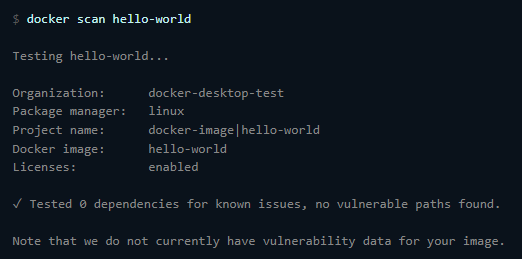 $ docker scan hello-world
Testing hello-world...
Organization: docker-desktop-test
Package manager: linux
Project name: docker-image|hello-world
Docker image: hello-world
Licenses: enabled
✓ Tested 0 dependencies for known issues, no vulnerable paths found.
Note that we do not currently have vulnerability data for your image.